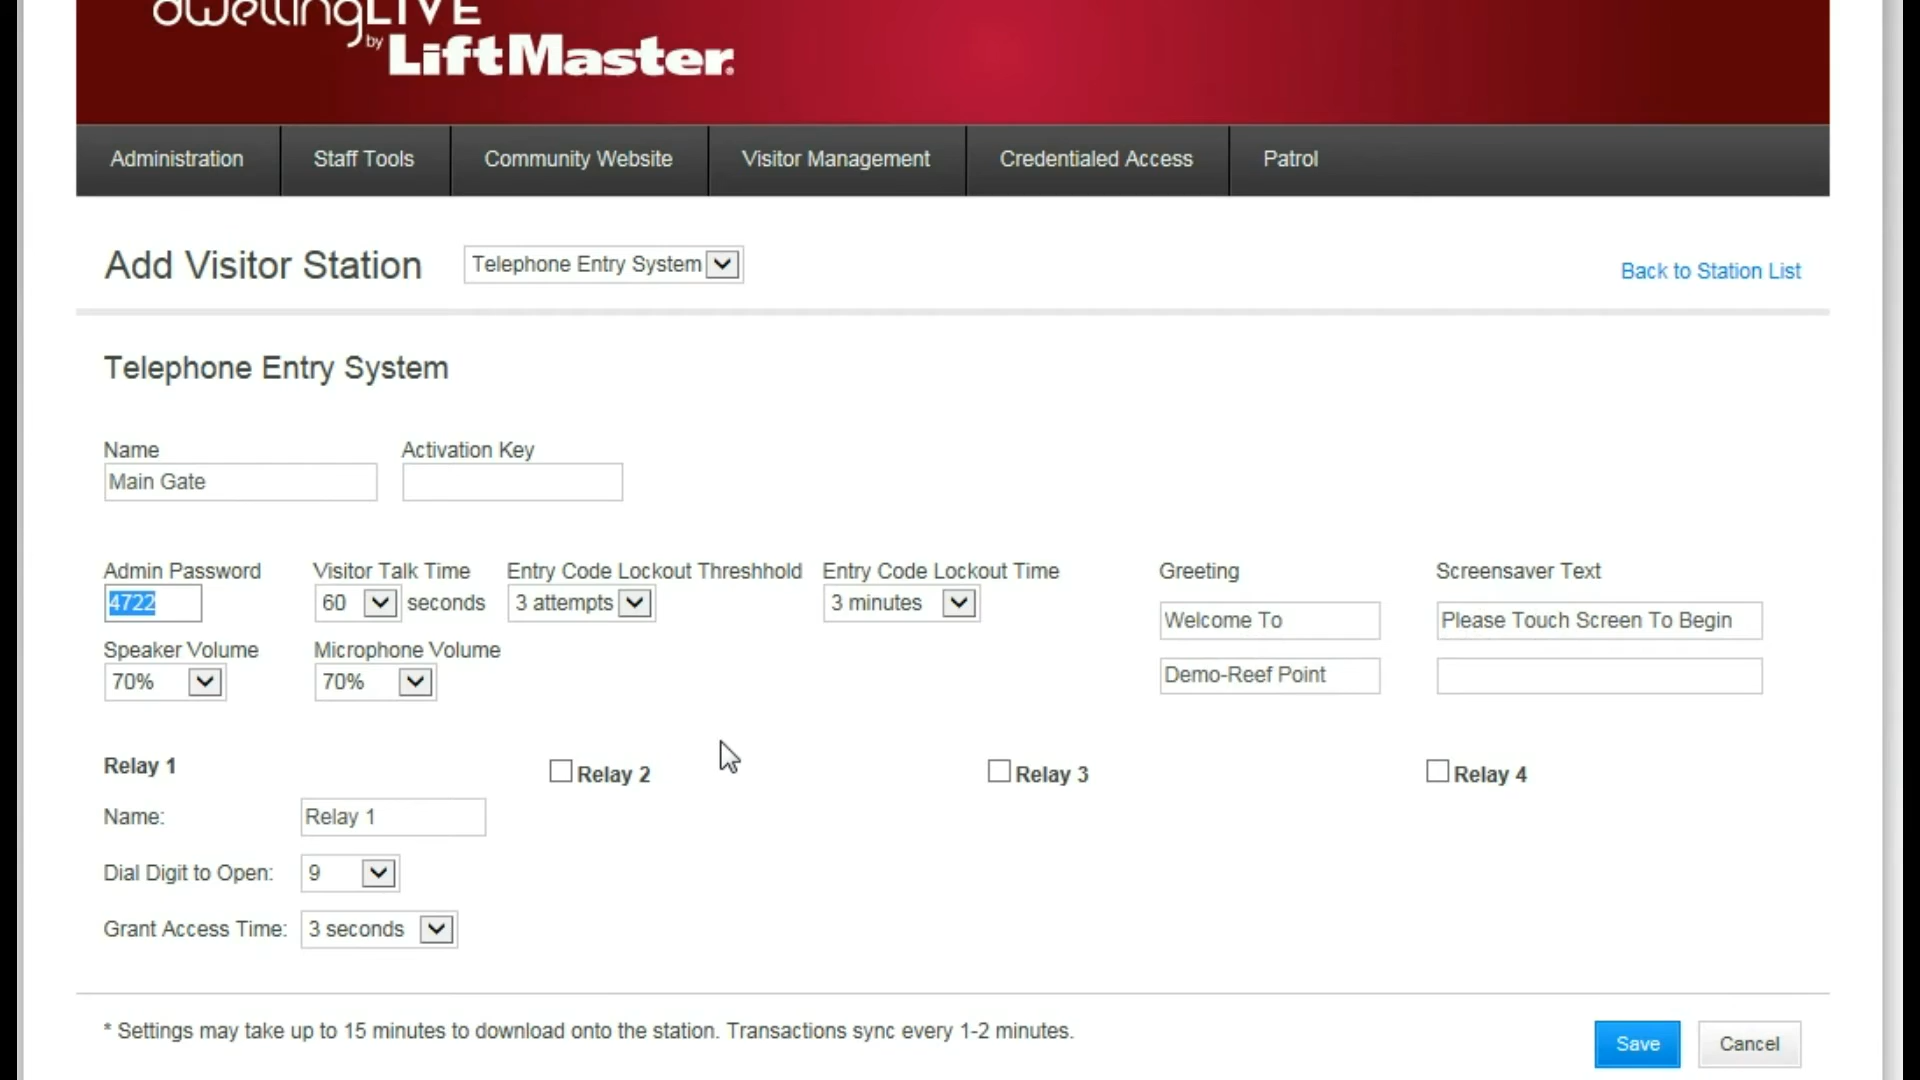 dwellingLIVE
by LiftMaster.
Administration Staff Tools Community Website Visitor Management Credentialed Access Patrol
Add Visitor Station Telephone Entry System Back to Station List
Telephone Entry System
Name Activation Key
Main Gate
Admin Password Visitor Talk Time Entry Code Lockout Threshhold Entry Code Lockout Time Greeting Screensaver Text
4722 60 seconds 3 attempts 3 minutes Welcome To Please Touch Screen To Begin
Speaker Volume Microphone Volume
70% 70% Demo-Reef Point
Relay 1 Relay 2 Relay 3 Relay 4
Name: Relay 1
Dial Digit to Open: 9
Grant Access Time: 3 seconds
* Settings may take up to 15 minutes to download onto the station. Transactions sync every 1-2 minutes.
Save Cancel